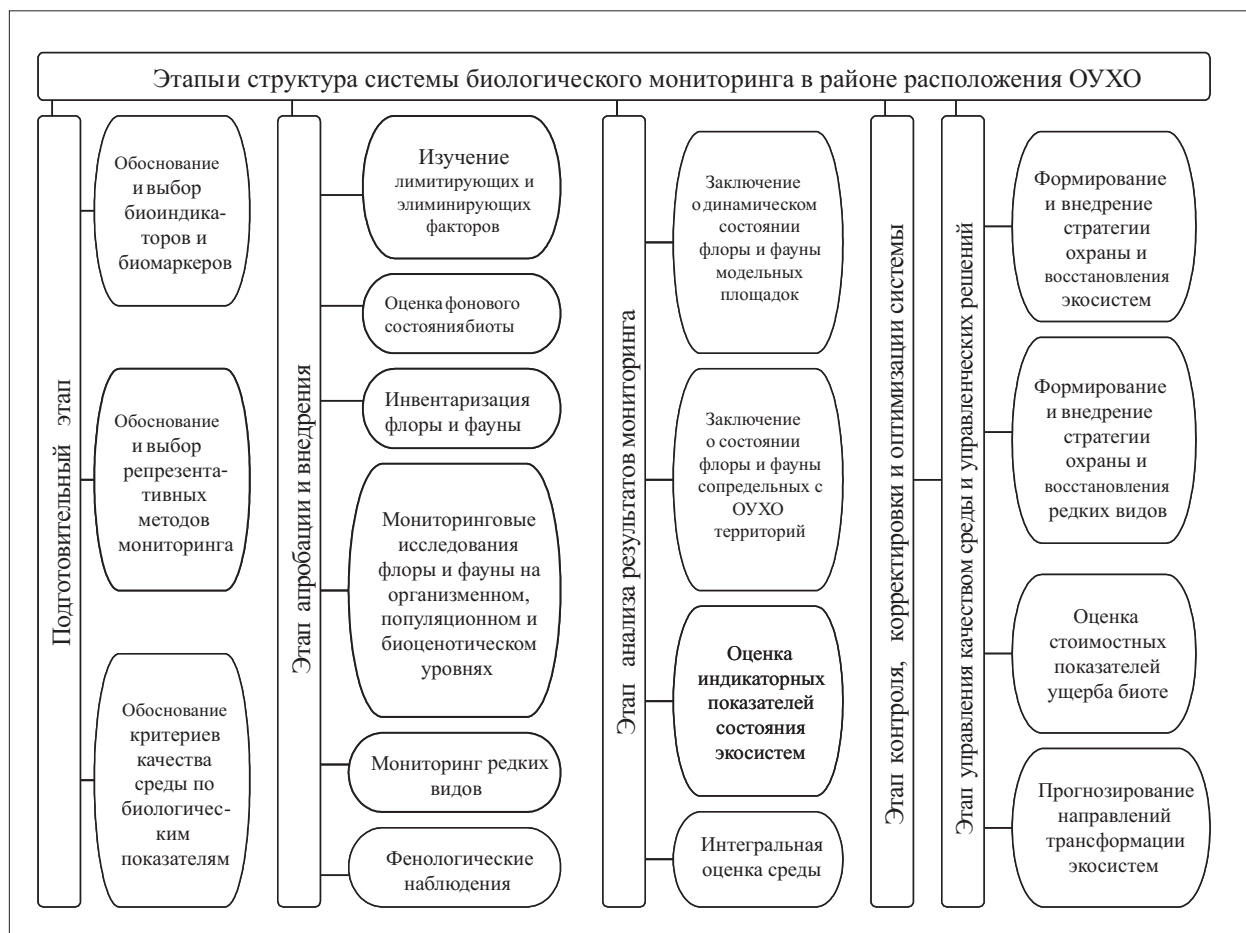 Этапы и структура системы биологического мониторинга в районе расположения ОУХО
Подготовительный этап
Обоснование
и выбор
биоиндика-
торов и
биомаркеров
Обоснование
и выбор
репрезента-
тивных
методов
мониторинга
Обоснование
критериев
качества
среды по
биологичес-
ким
показателям
Этап апробации и внедрения
Изучение
лимитирующих и
элиминирующих
факторов
Оценка фонового
состояния биоты
Инвентаризация
флоры и фауны
Мониторинговые
исследования
флоры и фауны на
организменном,
популяционном и
биоценотическом
уровнях
Мониторинг редких
видов
Фенологические
наблюдения
Этап анализа результатов мониторинга
Заключение
о динамическом
состоянии
флоры и фауны
модельных
площадок
Заключение
о состоянии
флоры и фауны
сопредельных с
ОУХО
территорий
Оценка
индикаторных
показателей
состояния
экосистем
Интегральная
оценка среды
Этап контроля, корректировки и оптимизации системы
Этап управления качеством среды и управленческих решений
Формирование
и внедрение
стратегии
охраны и
восстановления
экосистем
Формирование
и внедрение
стратегии
охраны и
восстановления
редких видов
Оценка
стоимостных
показателей
ущерба биоте
Прогнозирование
направлений
трансформации
экосистем